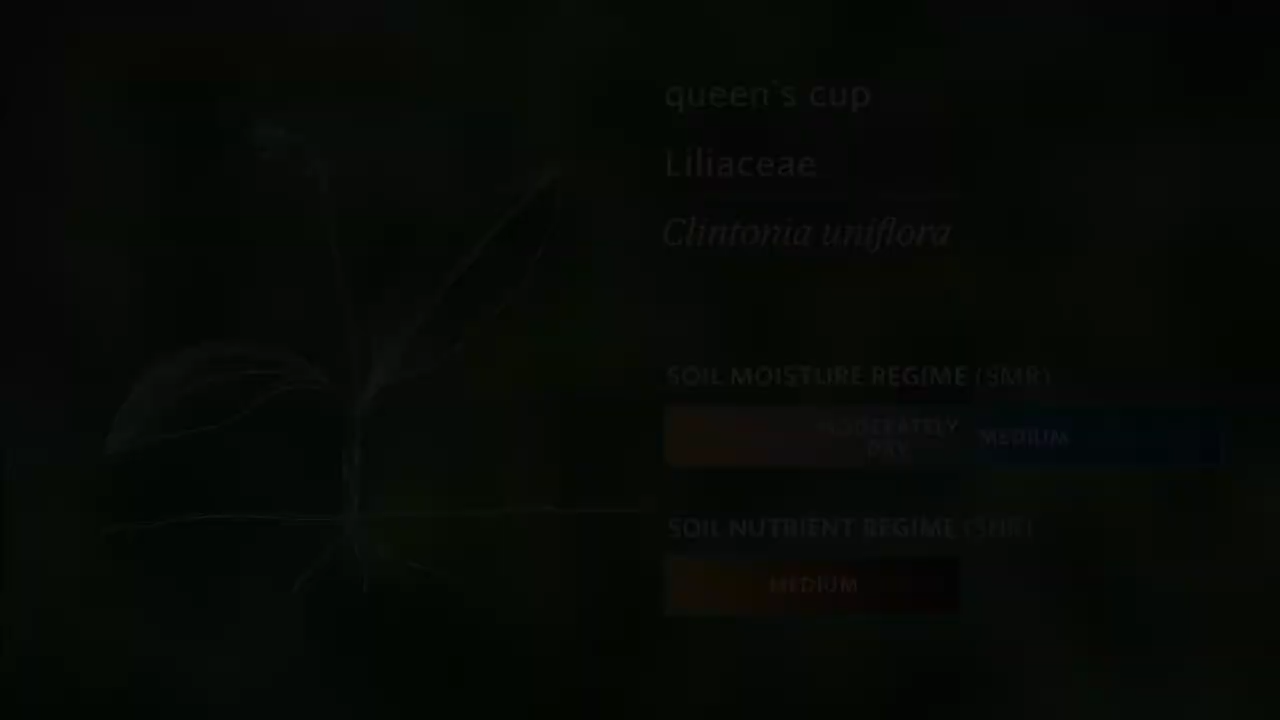 queen's cup
Liliaceae
Clintonia uniflora
SOIL MOISTURE REGIME (SMR)
MODERATELY
DRY
MEDIUM
SOIL NUTRIENT REGIME (SNR)
MEDIUM